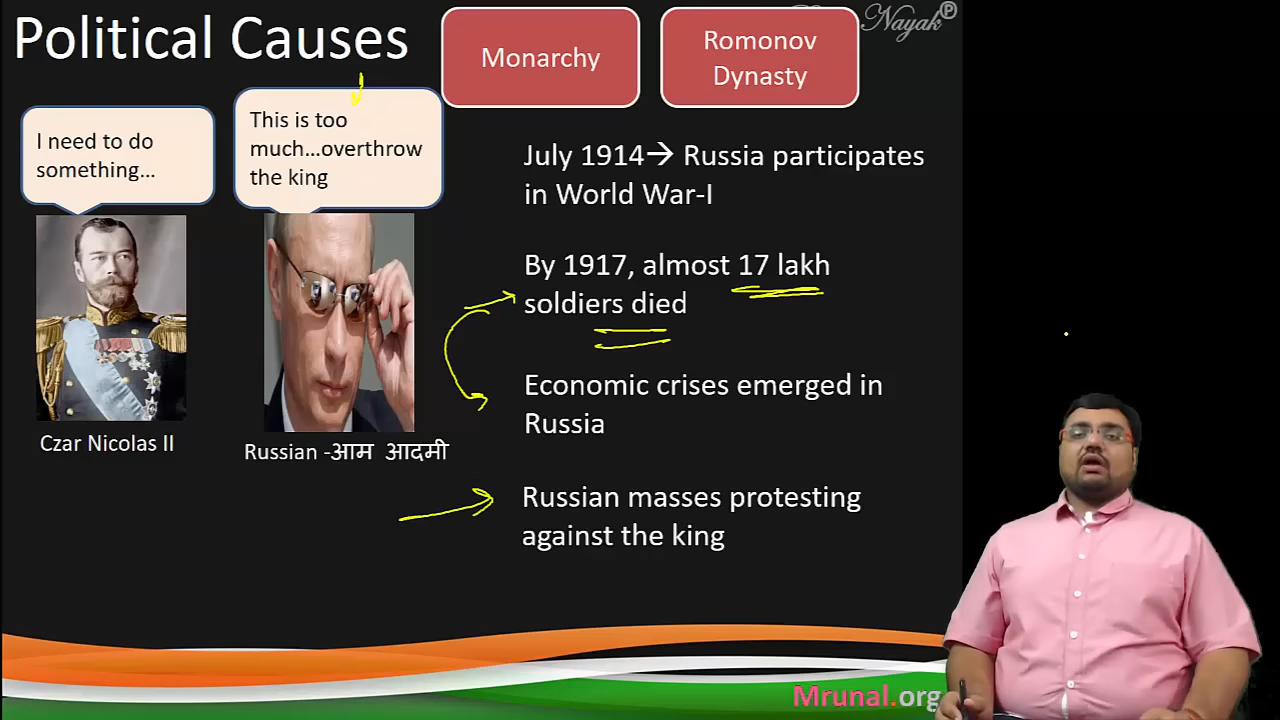 Political Causes
Monarchy
Romonov
Dynasty
Nayak
I need to do
something...
This is too
much...overthrow
the king
July 1914→ Russia participates
in World War-I
By 1917, almost 17 lakh
soldiers died
Economic crises emerged in
Russia
Czar Nicolas II
Russian -आम आदमी
Russian masses protesting
against the king
Mrunal.org